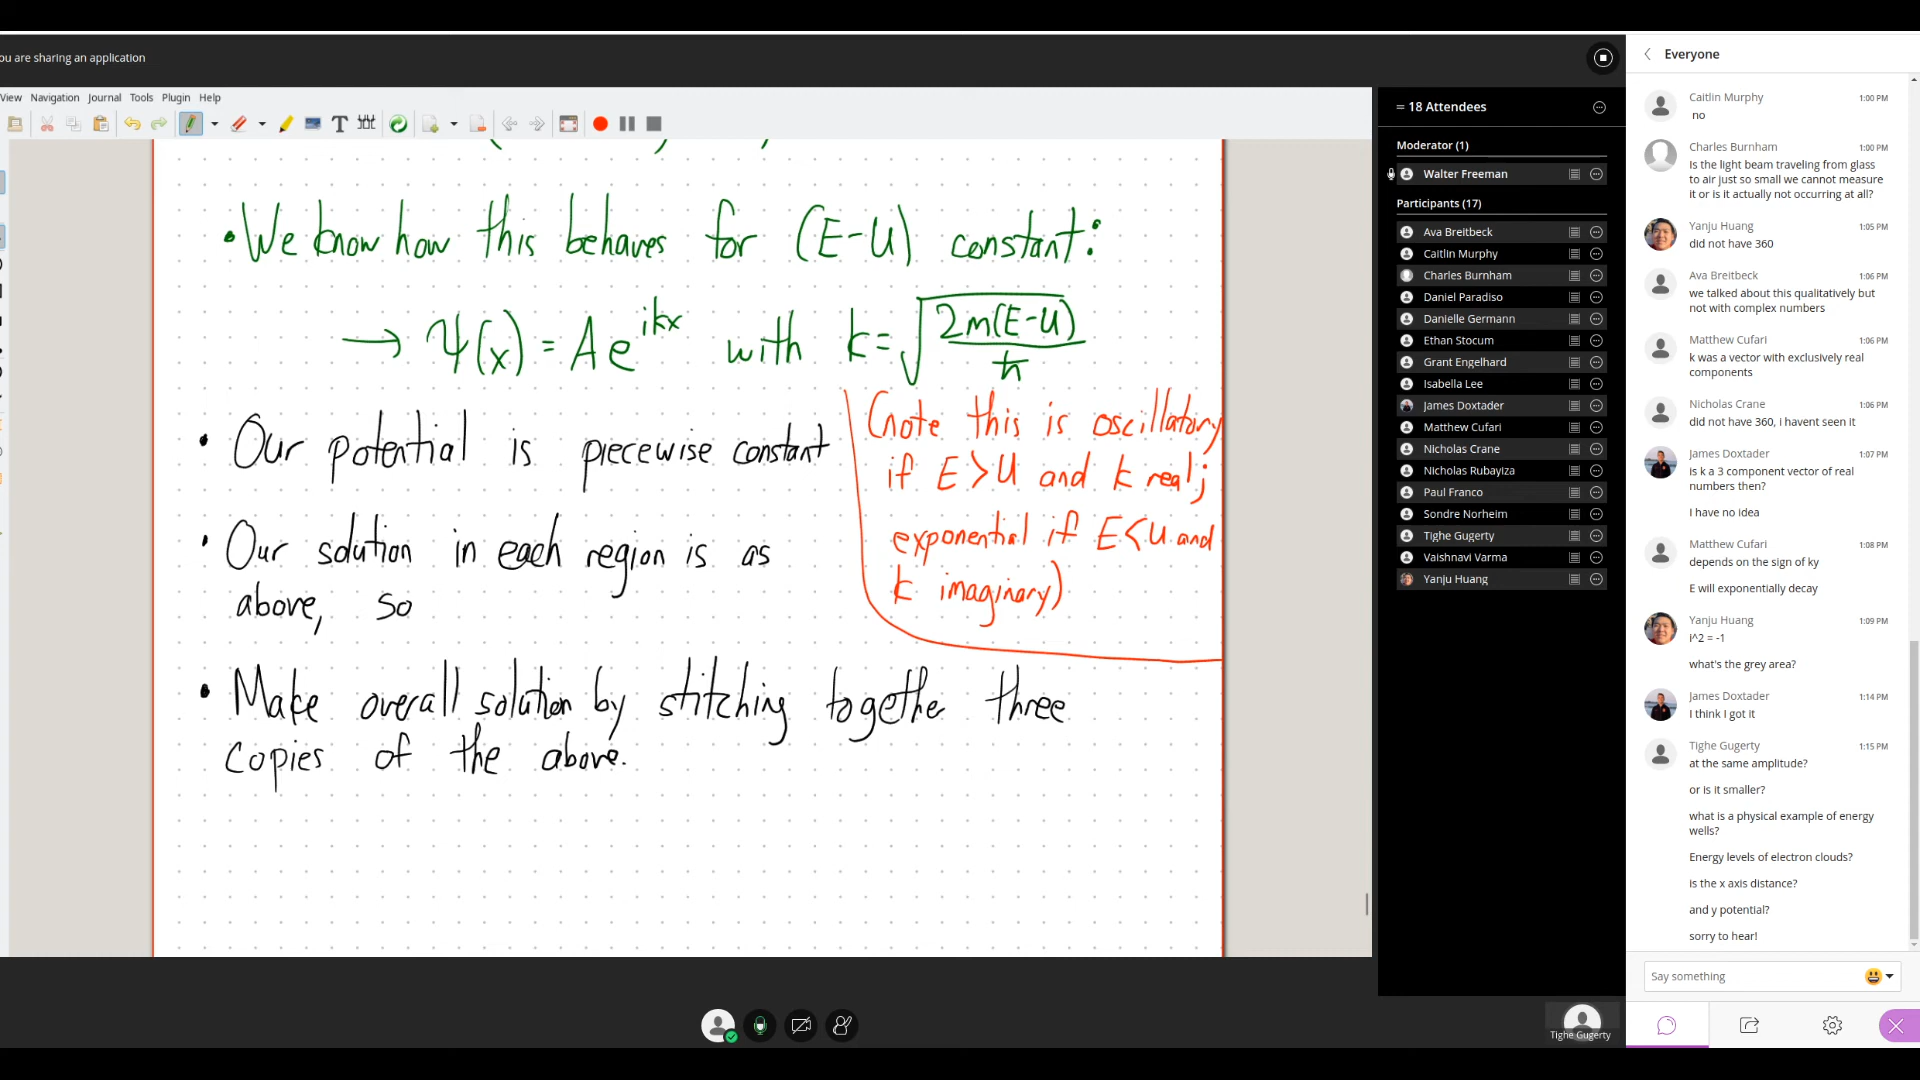 ou are sharing an application
View Navigation Journal Tools Plugin Help
• We know how this behaves for (E-U) constant:
→ Ψ(x) = Ae^{ikx} with k = √(2m(E-U)/ħ)
• Our potential is piecewise constant
(note this is oscillatory
if E > U and k real;
exponential if E < U and
k imaginary)
• Our solution in each region is as
above, so
• Make overall solution by stitching together three
copies of the above.
18 Attendees
Moderator (1)
Walter Freeman
Participants (17)
Ava Breitbeck
Caitlin Murphy
Charles Burnham
Daniel Paradiso
Danielle Germann
Ethan Stocum
Grant Engelhard
Isabella Lee
James Doxtader
Matthew Cufari
Nicholas Crane
Nicholas Rubayiza
Paul Franco
Sondre Norheim
Tighe Gugerty
Vaishnavi Varma
Yanju Huang
Tighe Gugerty
Everyone
Caitlin Murphy 1:00 PM
no
Charles Burnham 1:00 PM
Is the light beam traveling from glass
to air just so small we cannot measure
it or is it actually not occurring at all?
Yanju Huang 1:05 PM
did not have 360
Ava Breitbeck 1:06 PM
we talked about this qualitatively but
not with complex numbers
Matthew Cufari 1:06 PM
k was a vector with exclusively real
components
Nicholas Crane 1:06 PM
did not have 360, i havent seen it
James Doxtader 1:07 PM
is k a 3 component vector of real
numbers then?
I have no idea
Matthew Cufari 1:08 PM
depends on the sign of ky
E will exponentially decay
Yanju Huang 1:09 PM
i^2 = -1
what's the grey area?
James Doxtader 1:14 PM
I think I got it
Tighe Gugerty 1:15 PM
at the same amplitude?
or is it smaller?
what is a physical example of energy
wells?
Energy levels of electron clouds?
is the x axis distance?
and y potential?
sorry to hear!
Say something